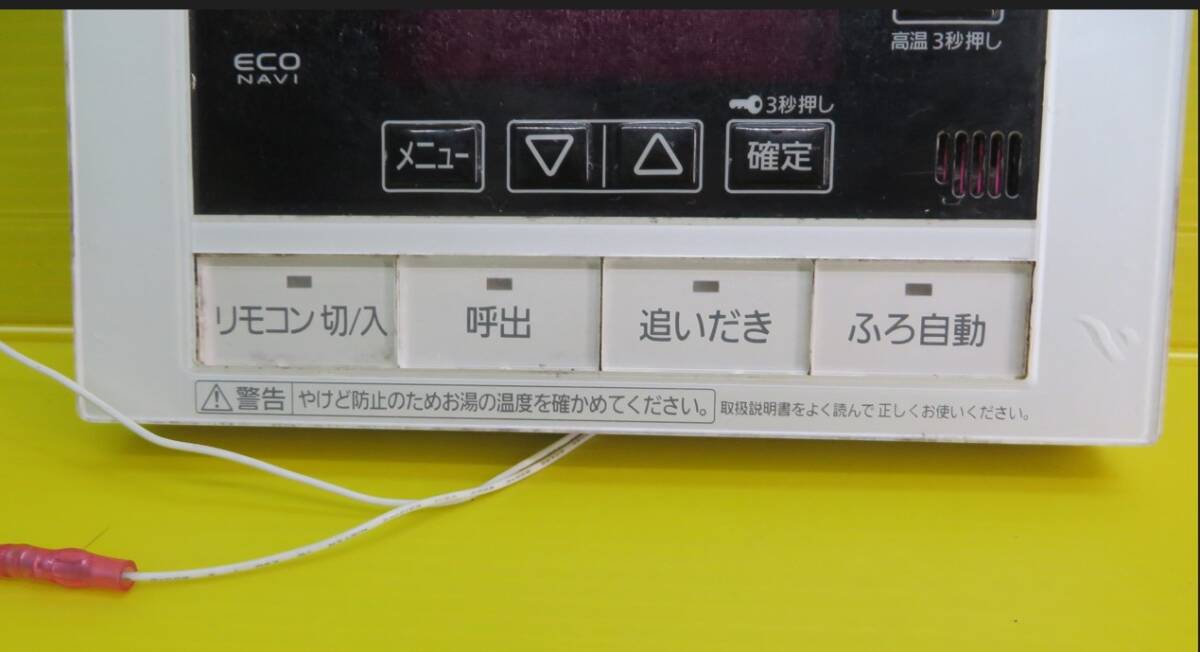 高温 3秒押し
ECO
NAVI
3秒押し
メニュー
▽
△
確定
リモコン 切/入
呼出
追いだき
ふろ自動
警告 やけど防止のためお湯の温度を確かめてください。 取扱説明書をよく読んで 正しくお使いください。